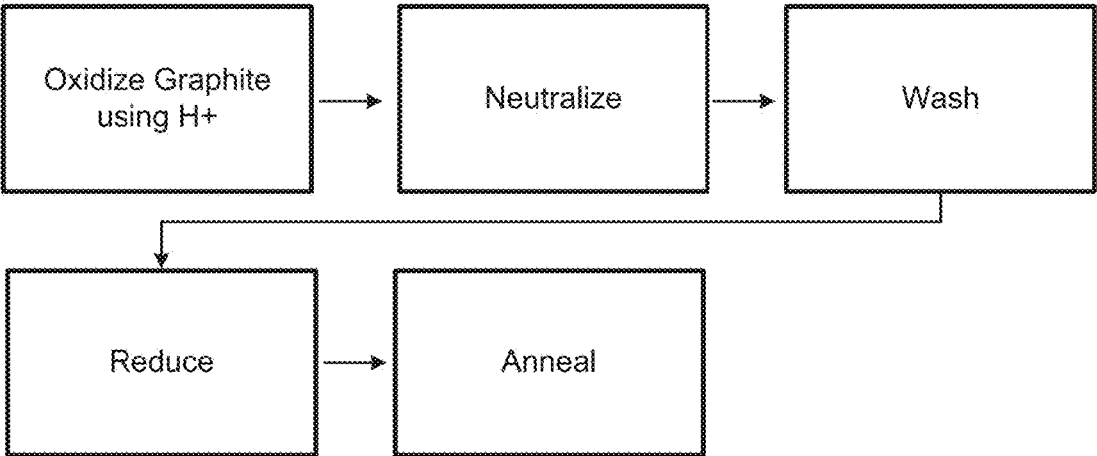 Oxidize Graphite
using H+
Neutralize
Wash
Reduce
Anneal